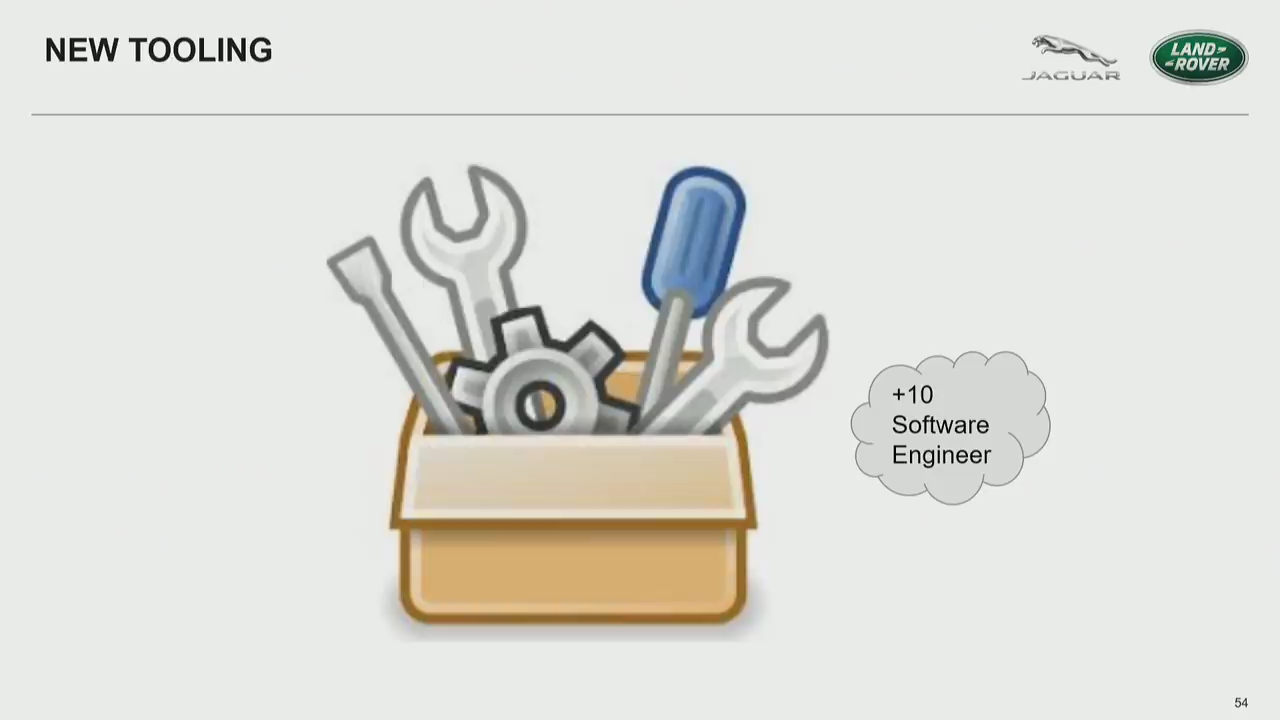 NEW TOOLING
JAGUAR
LAND-
-ROVER
+10
Software
Engineer
54